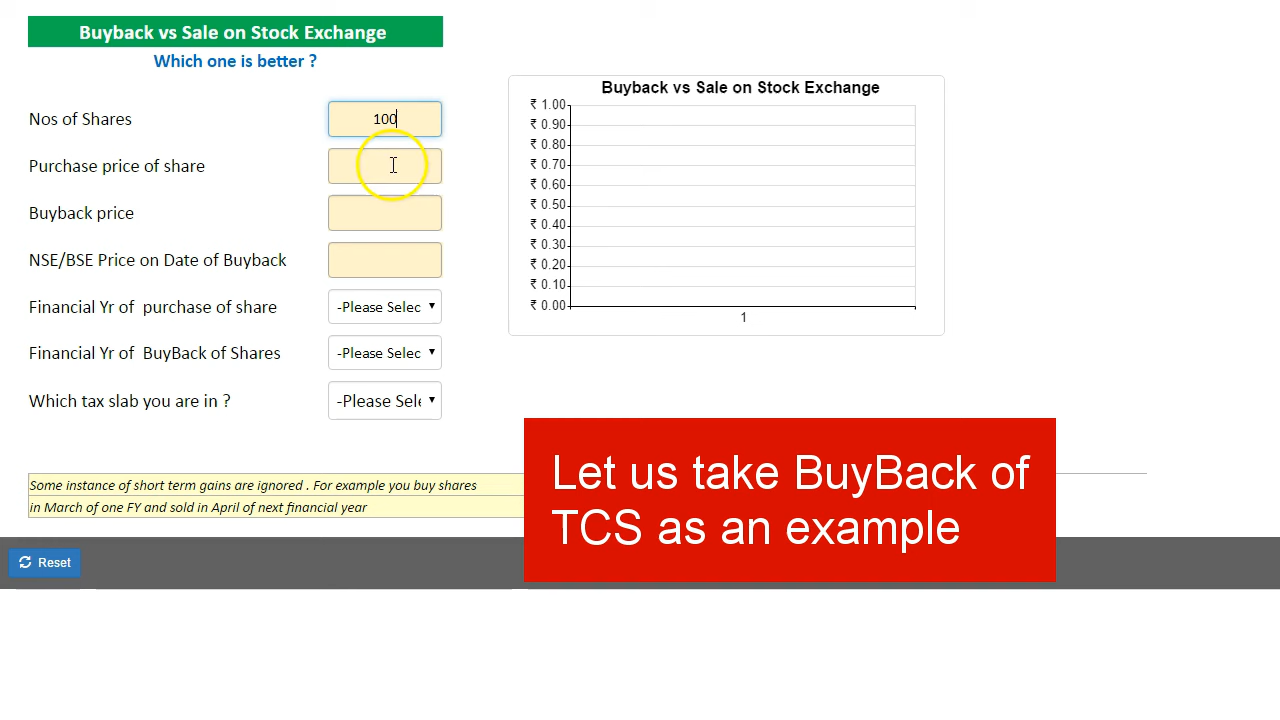 Buyback vs Sale on Stock Exchange
Which one is better ?
Nos of Shares
100
Purchase price of share
Buyback price
NSE/BSE Price on Date of Buyback
Financial Yr of purchase of share
-Please Selec
Financial Yr of BuyBack of Shares
-Please Selec
Which tax slab you are in ?
-Please Sele
Buyback vs Sale on Stock Exchange
₹ 1.00
₹ 0.90
₹ 0.80
₹ 0.70
₹ 0.60
₹ 0.50
₹ 0.40
₹ 0.30
₹ 0.20
₹ 0.10
₹ 0.00
1
Some instance of short term gains are ignored . For example you buy shares
in March of one FY and sold in April of next financial year
Let us take BuyBack of
TCS as an example
Reset